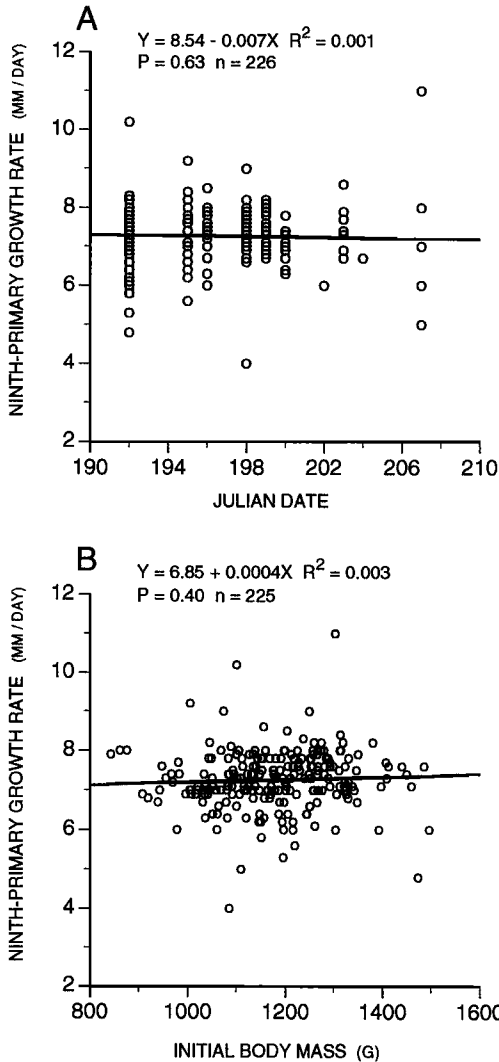 A
Y = 8.54 - 0.007X R² = 0.001
P = 0.63 n = 226
NINTH-PRIMARY GROWTH RATE (MM / DAY)
12
10
8
6
4
2
190 194 198 202 206 210
JULIAN DATE
B
Y = 6.85 + 0.0004X R² = 0.003
P = 0.40 n = 225
NINTH-PRIMARY GROWTH RATE (MM / DAY)
12
10
8
6
4
2
800 1000 1200 1400 1600
INITIAL BODY MASS (G)